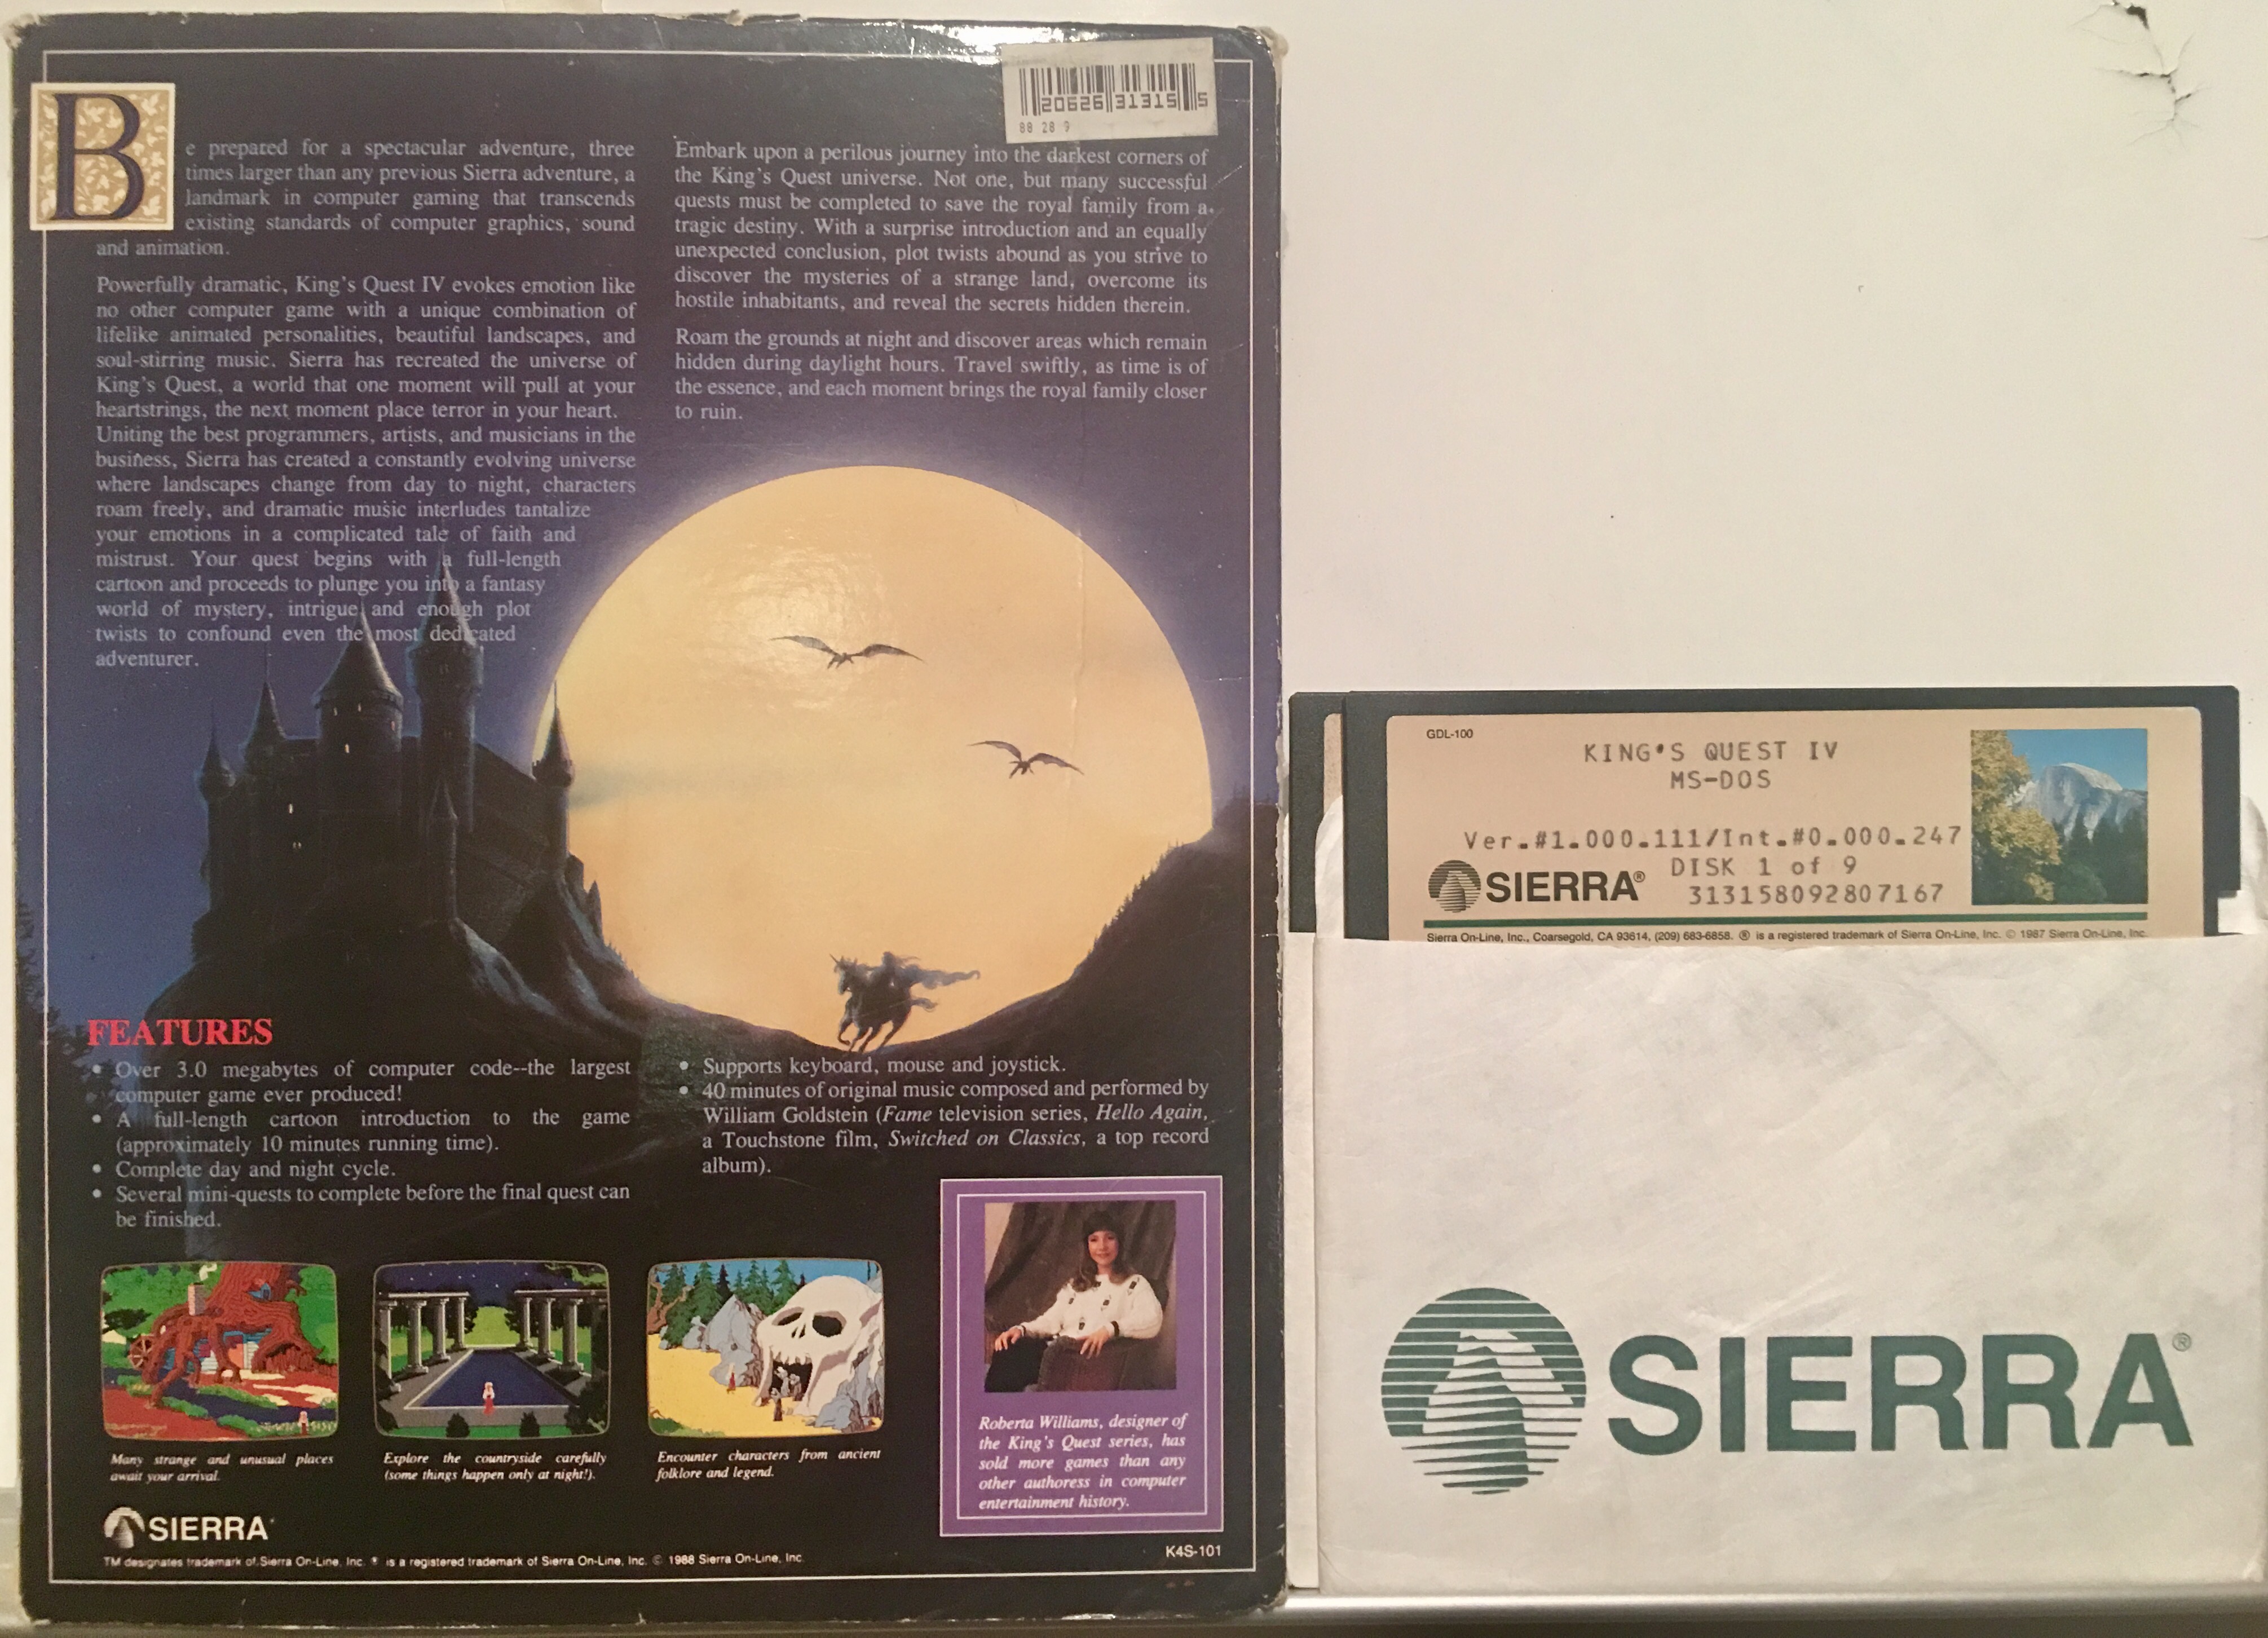 B
e prepared for a spectacular adventure, three
times larger than any previous Sierra adventure, a
landmark in computer gaming that transcends
existing standards of computer graphics, sound
and animation.
Powerfully dramatic, King's Quest IV evokes emotion like
no other computer game with a unique combination of
lifelike animated personalities, beautiful landscapes, and
soul-stirring music. Sierra has recreated the universe of
King's Quest, a world that one moment will pull at your
heartstrings, the next moment place terror in your heart.
Uniting the best programmers, artists, and musicians in the
business, Sierra has created a constantly evolving universe
where landscapes change from day to night, characters
roam freely, and dramatic music interludes tantalize
your emotions in a complicated tale of faith and
mistrust. Your quest begins with a full-length
cartoon and proceeds to plunge you into a fantasy
world of mystery, intrigue and enough plot
twists to confound even the most dedicated
adventurer.
20626 31315 5
88 28 9
Embark upon a perilous journey into the darkest corners of
the King's Quest universe. Not one, but many successful
quests must be completed to save the royal family from a
tragic destiny. With a surprise introduction and an equally
unexpected conclusion, plot twists abound as you strive to
discover the mysteries of a strange land, overcome its
hostile inhabitants, and reveal the secrets hidden therein.
Roam the grounds at night and discover areas which remain
hidden during daylight hours. Travel swiftly, as time is of
the essence, and each moment brings the royal family closer
to ruin.
FEATURES
• Over 3.0 megabytes of computer code--the largest
computer game ever produced!
• A full-length cartoon introduction to the game
(approximately 10 minutes running time).
• Complete day and night cycle.
• Several mini-quests to complete before the final quest can
be finished.
• Supports keyboard, mouse and joystick.
• 40 minutes of original music composed and performed by
William Goldstein (Fame television series, Hello Again,
a Touchstone film, Switched on Classics, a top record
album).
Many strange and unusual places
await your arrival.
Explore the countryside carefully
(some things happen only at night!).
Encounter characters from ancient
folklore and legend.
Roberta Williams, designer of
the King's Quest series, has
sold more games than any
other authoress in computer
entertainment history.
SIERRA
TM designates trademark of Sierra On-Line, Inc. ® is a registered trademark of Sierra On-Line, Inc. © 1988 Sierra On-Line, Inc.
K4S-101
GDL-100
KING'S QUEST IV
MS-DOS
Ver.#1.000.111/Int.#0.000.247
DISK 1 of 9
SIERRA®
313158092807167
Sierra On-Line, Inc., Coarsegold, CA 93614, (209) 683-6858. ® is a registered trademark of Sierra On-Line, Inc. © 1987 Sierra On-Line, Inc.
SIERRA®